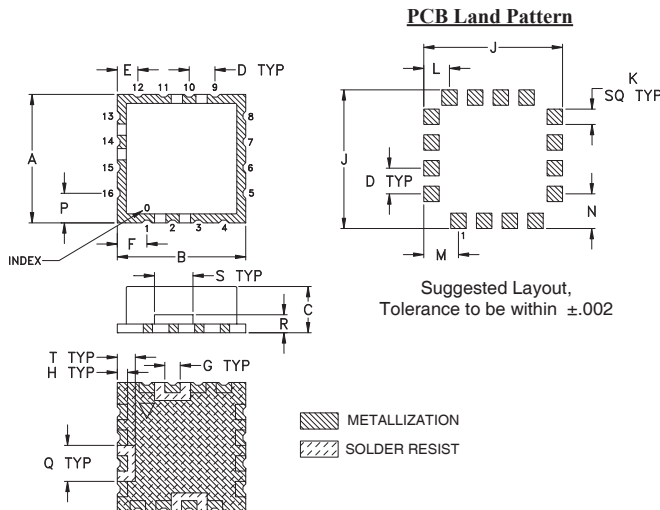 PCB Land Pattern
E
D TYP
12 11 10 9
13
14
15
16
8
7
6
5
A
P
0
1 2 3 4
F
B
INDEX
J
L
K
SQ TYP
J
D TYP
N
1
M
Suggested Layout,
Tolerance to be within ±.002
S TYP
C
R
T TYP
H TYP
G TYP
Q TYP
METALLIZATION
SOLDER RESIST